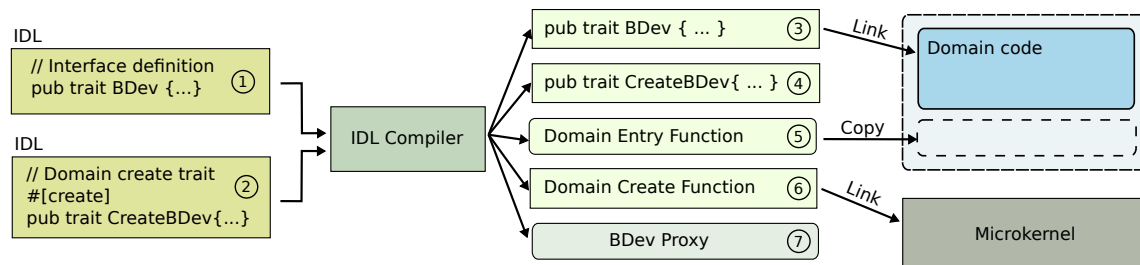 IDL
// Interface definition
pub trait BDev {...}
1
IDL
// Domain create trait
#[create]
pub trait CreateBDev{...}
2
IDL Compiler
pub trait BDev { ... }
3
pub trait CreateBDev{ ... }
4
Domain Entry Function
5
Domain Create Function
6
BDev Proxy
7
Link
Domain code
Copy
Link
Microkernel